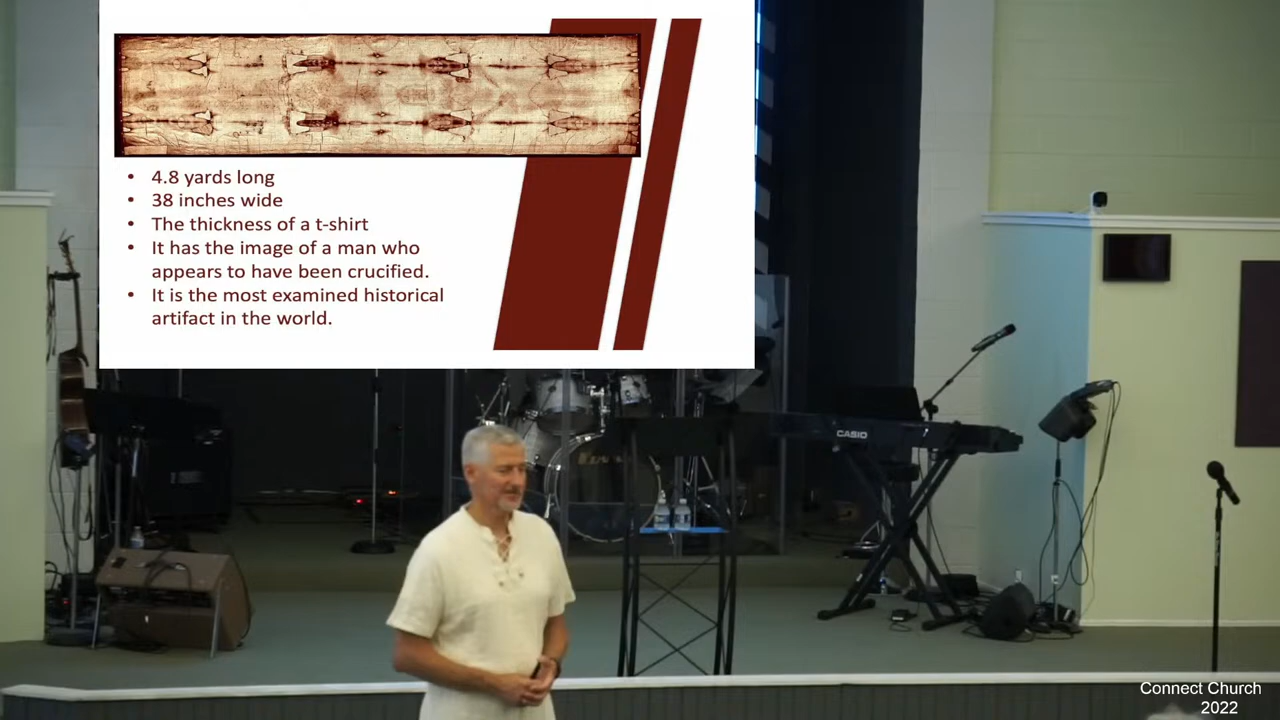 • 4.8 yards long
• 38 inches wide
• The thickness of a t-shirt
• It has the image of a man who
appears to have been crucified.
• It is the most examined historical
artifact in the world.
CASIO
Connect Church
2022